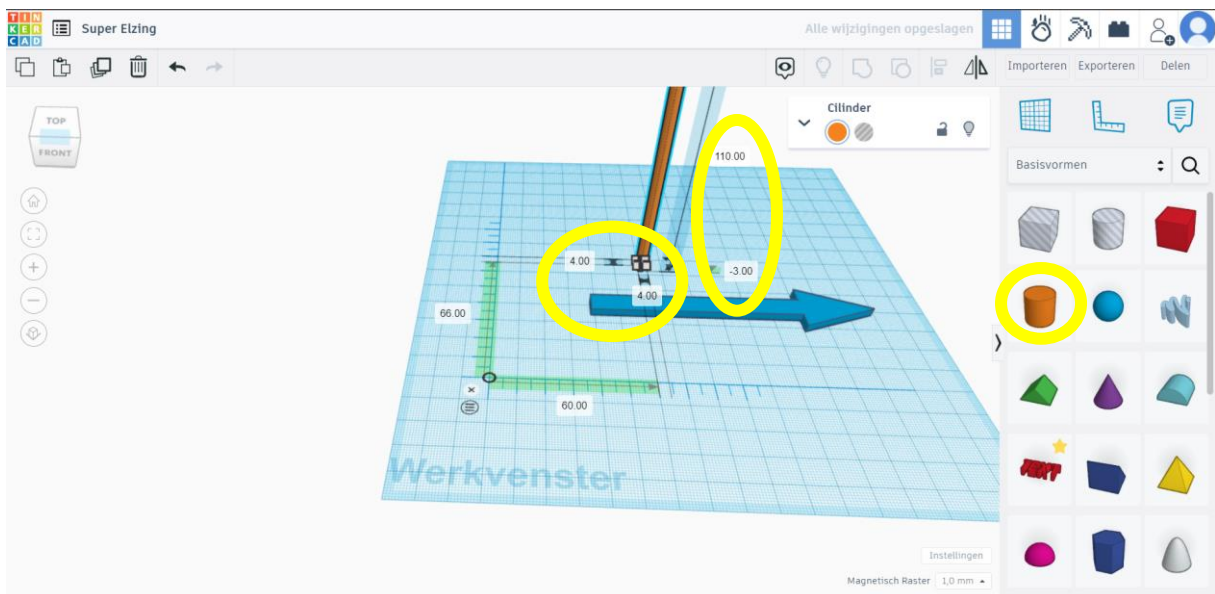 TIN
KER
CAD
Super Elzing
Alle wijzigingen opgeslagen
Importeren Exporteren Delen
TOP
FRONT
Cilinder
Basisvormen
110.00
4.00
-3.00
4.00
66.00
60.00
Werkvenster
TEXT
Instellingen
Magnetisch Raster 1,0 mm